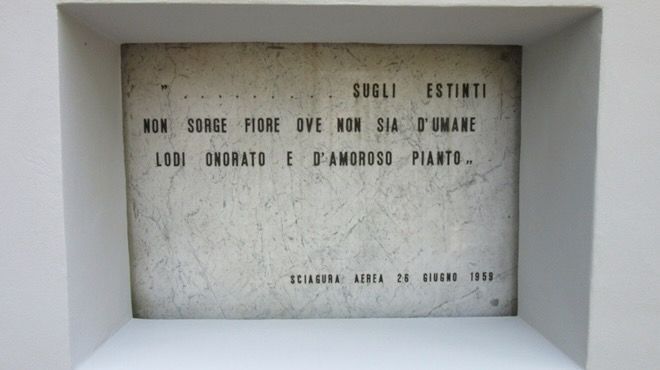 " . . . . . . . . . . SUGLI ESTINTI
NON SORGE FIORE OVE NON SIA D'UMANE
LODI ONORATO E D'AMOROSO PIANTO„
SCIAGURA AEREA 26 GIUGNO 1959